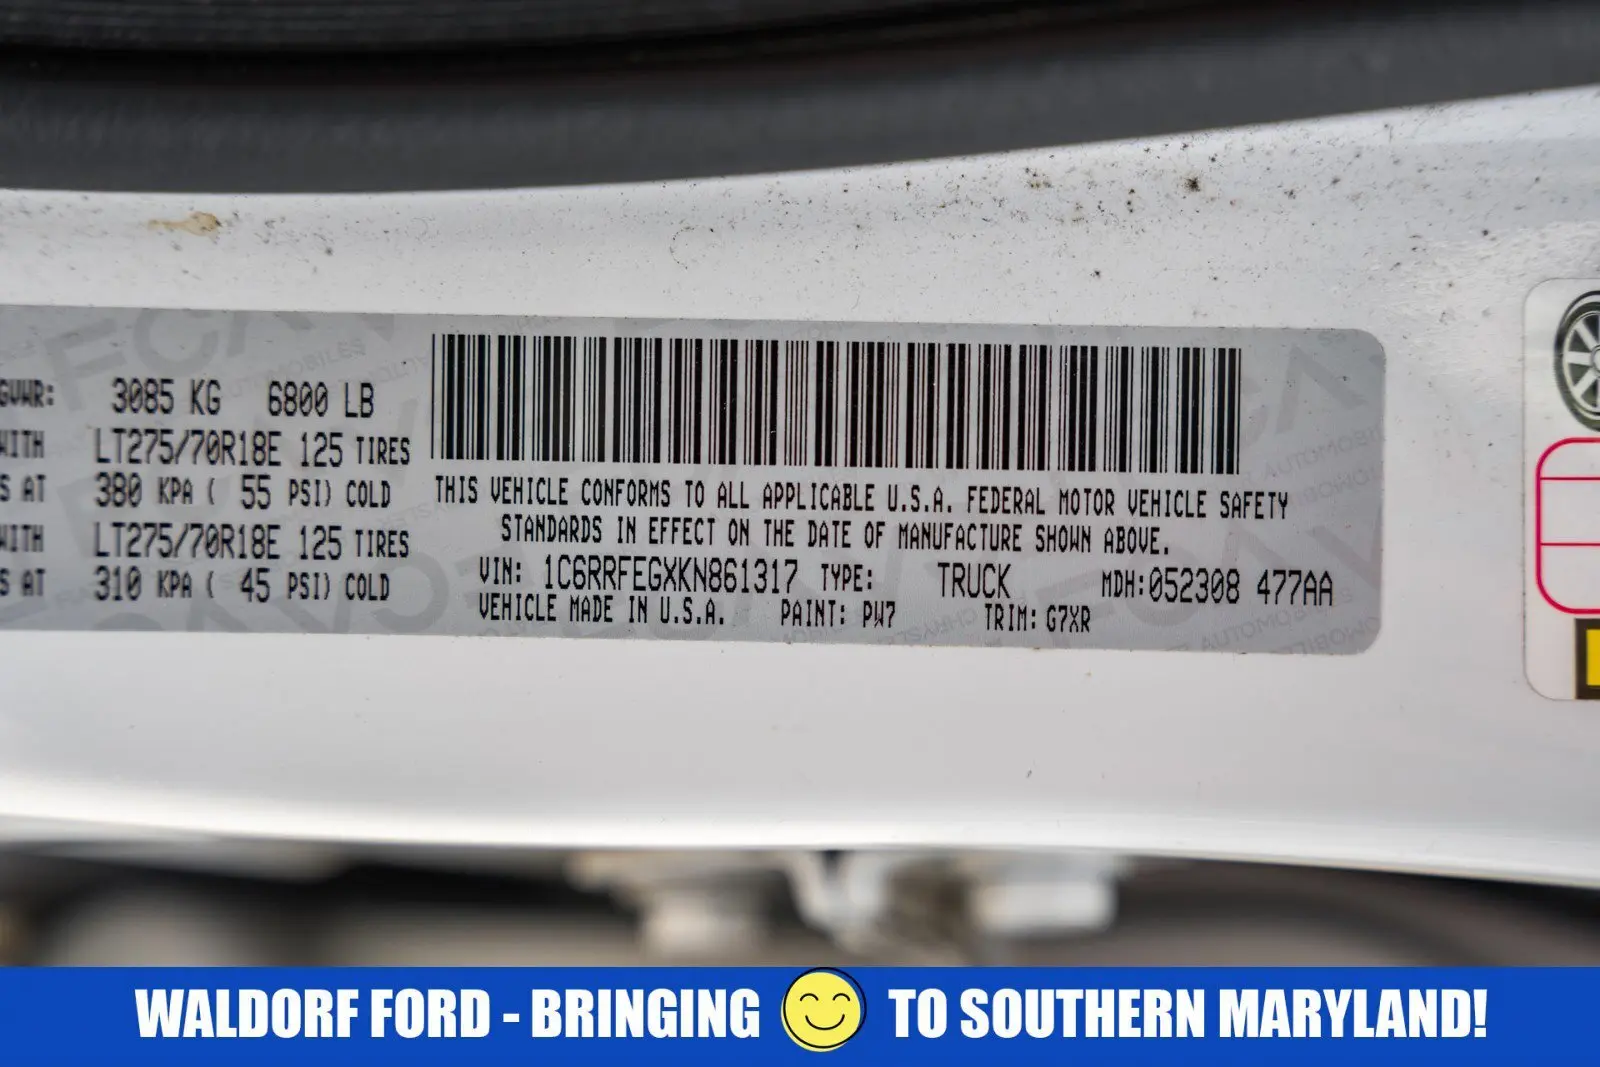 GVWR: 3085 KG 6800 LB
WITH LT275/70R18E 125 TIRES
S AT 380 KPA ( 55 PSI) COLD
WITH LT275/70R18E 125 TIRES
S AT 310 KPA ( 45 PSI) COLD
THIS VEHICLE CONFORMS TO ALL APPLICABLE U.S.A. FEDERAL MOTOR VEHICLE SAFETY
STANDARDS IN EFFECT ON THE DATE OF MANUFACTURE SHOWN ABOVE.
VIN: 1C6RRFEGXKN861317 TYPE: TRUCK MDH:052308 477AA
VEHICLE MADE IN U.S.A. PAINT: PW7 TRIM: G7XR
WALDORF FORD - BRINGING TO SOUTHERN MARYLAND!